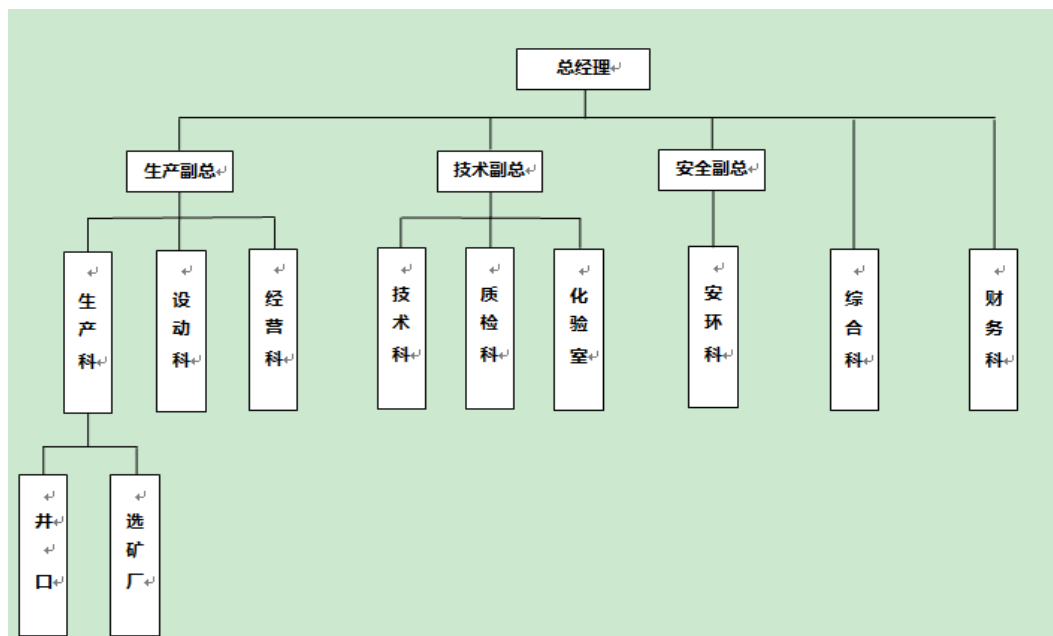 总经理
生产副总
技术副总
安全副总
生产科
设动科
经营科
技术科
质检科
化验室
安环科
综合科
财务科
井口
选矿厂